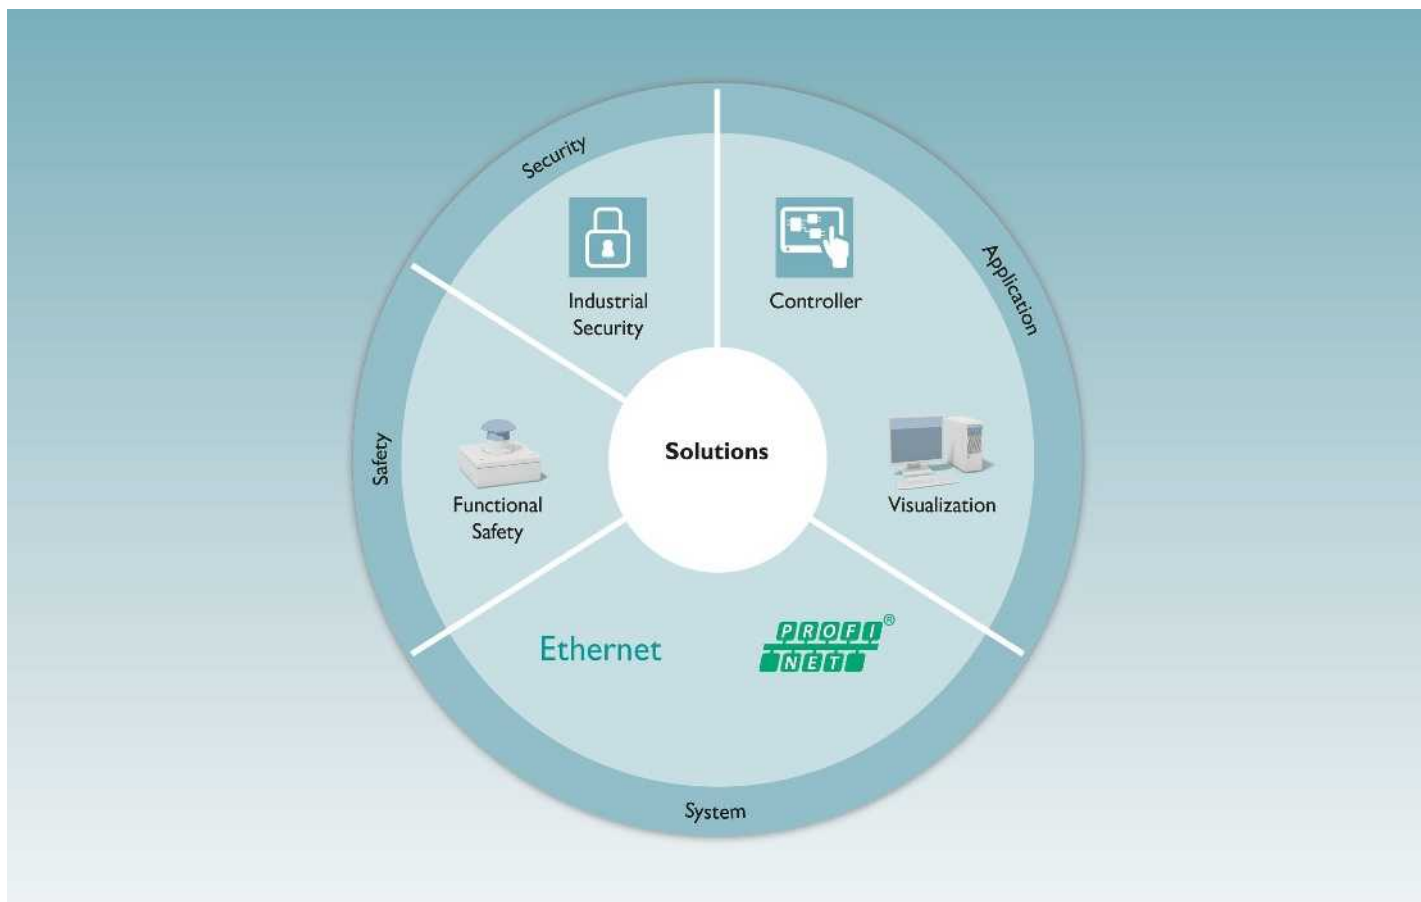 Security
Application
Industrial
Security
Controller
Safety
Solutions
Functional
Safety
Visualization
Ethernet
PROFI®
NET
System